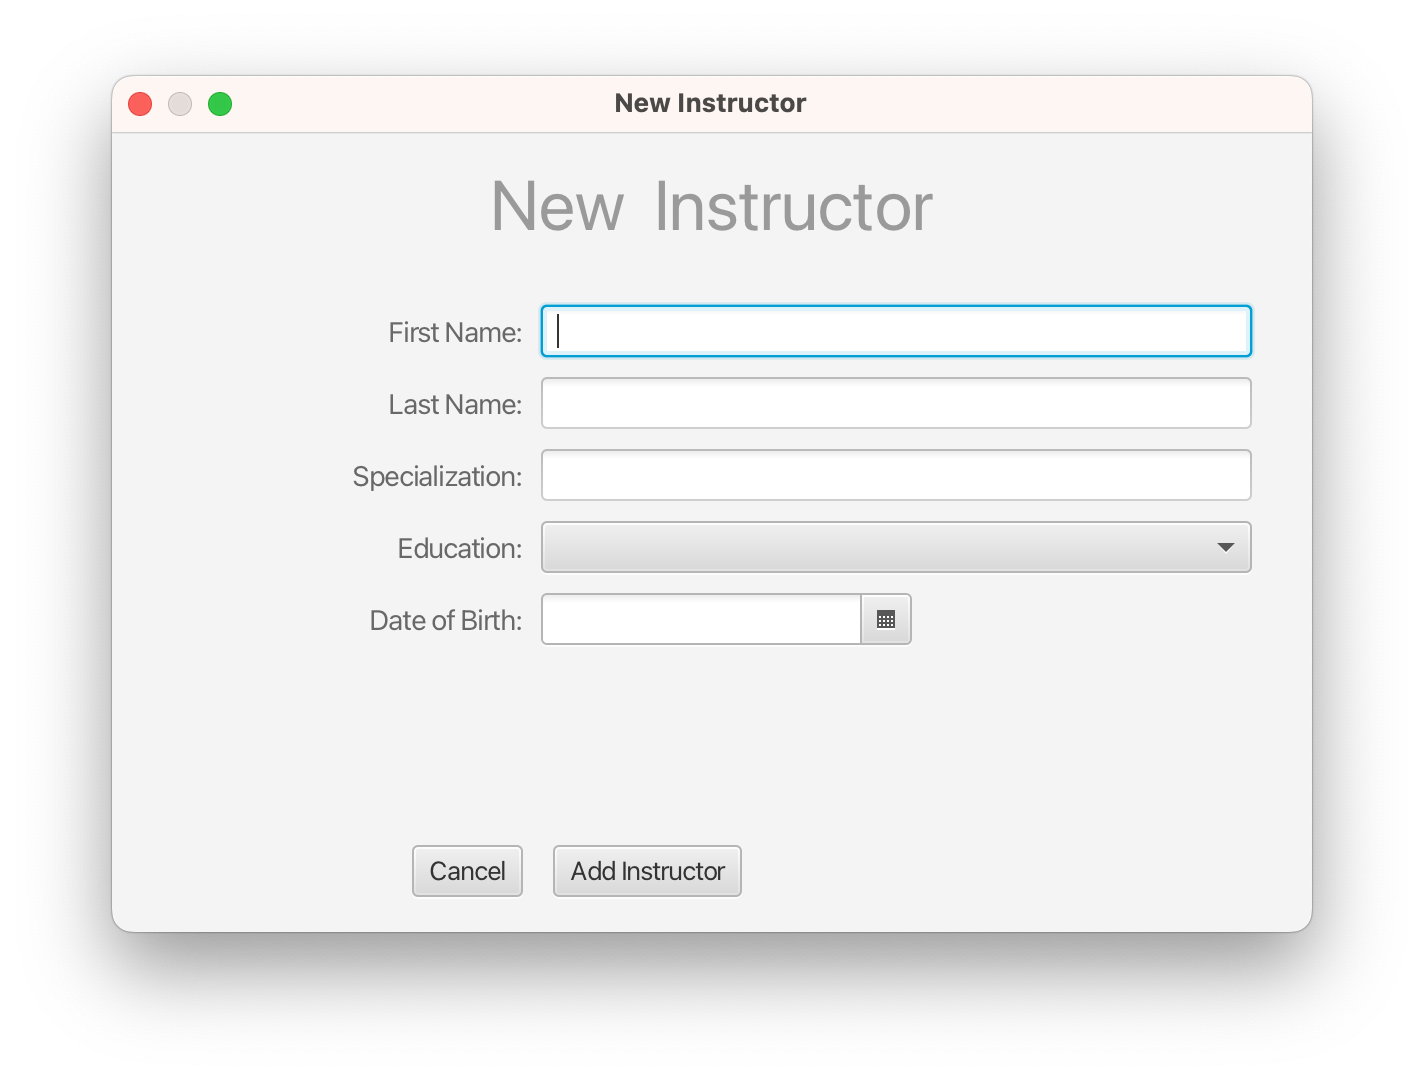 New Instructor
New Instructor
First Name:
Last Name:
Specialization:
Education:
Date of Birth:
Cancel Add Instructor